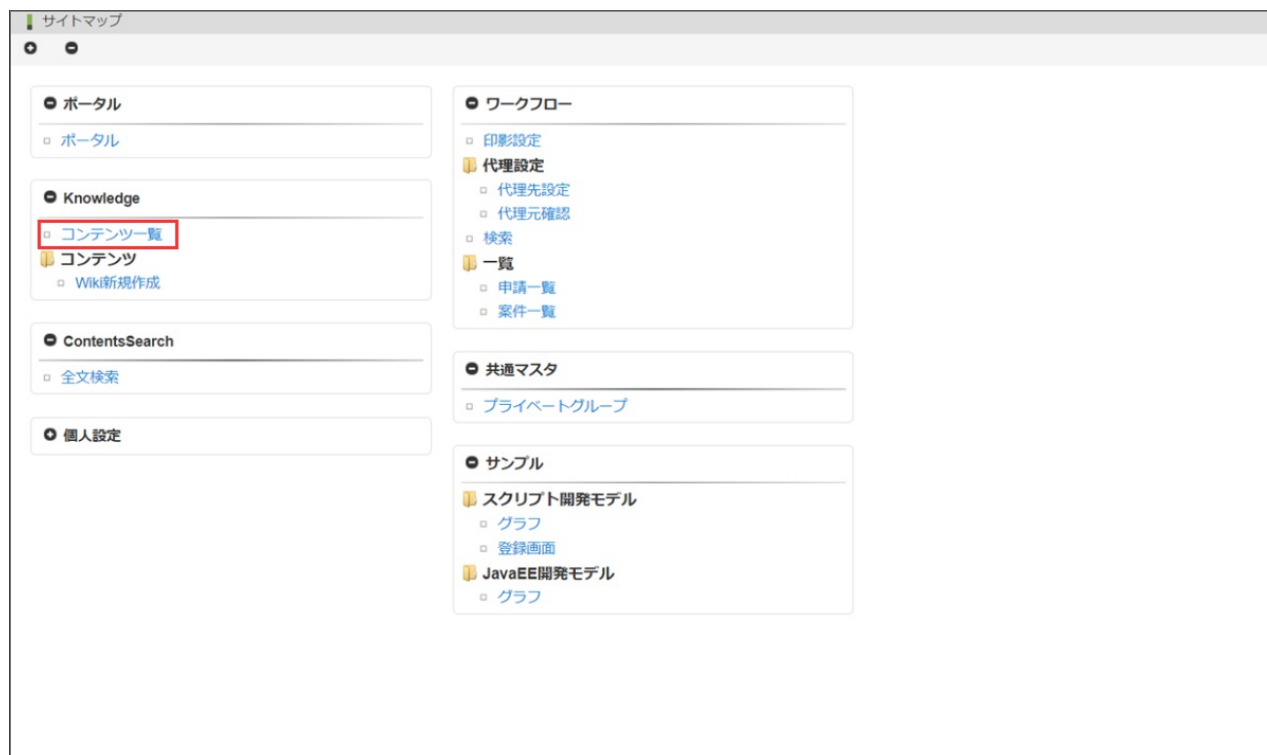 サイトマップ
ポータル
ポータル
Knowledge
コンテンツ一覧
コンテンツ
Wiki新規作成
ContentsSearch
全文検索
個人設定
ワークフロー
印影設定
代理設定
代理先設定
代理元確認
検索
一覧
申請一覧
案件一覧
共通マスタ
プライベートグループ
サンプル
スクリプト開発モデル
グラフ
登録画面
JavaEE開発モデル
グラフ